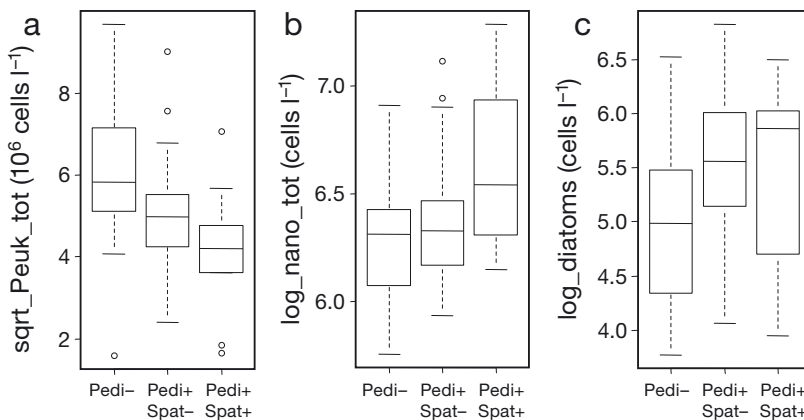 a
sqrt_Peuk_tot (10⁶ cells l⁻¹)
8
6
4
2
Pedi−
Pedi+
Spat−
Pedi+
Spat+
b
log_nano_tot (cells l⁻¹)
7.0
6.5
6.0
Pedi−
Pedi+
Spat−
Pedi+
Spat+
c
log_diatoms (cells l⁻¹)
6.5
6.0
5.5
5.0
4.5
4.0
Pedi−
Pedi+
Spat−
Pedi+
Spat+